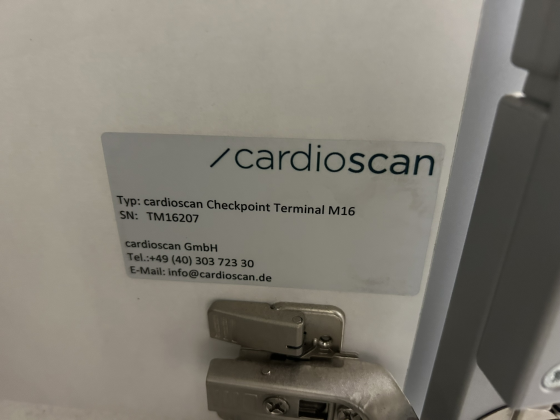 /cardioscan
Typ: cardioscan Checkpoint Terminal M16
SN: TM16207
cardioscan GmbH
Tel.:+49 (40) 303 723 30
E-Mail: info@cardioscan.de